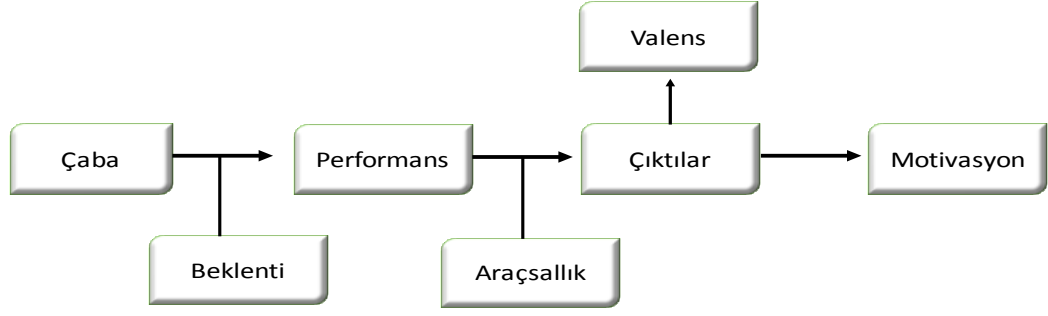 Valens
Çaba
Performans
Çıktılar
Motivasyon
Beklenti
Araçsallık